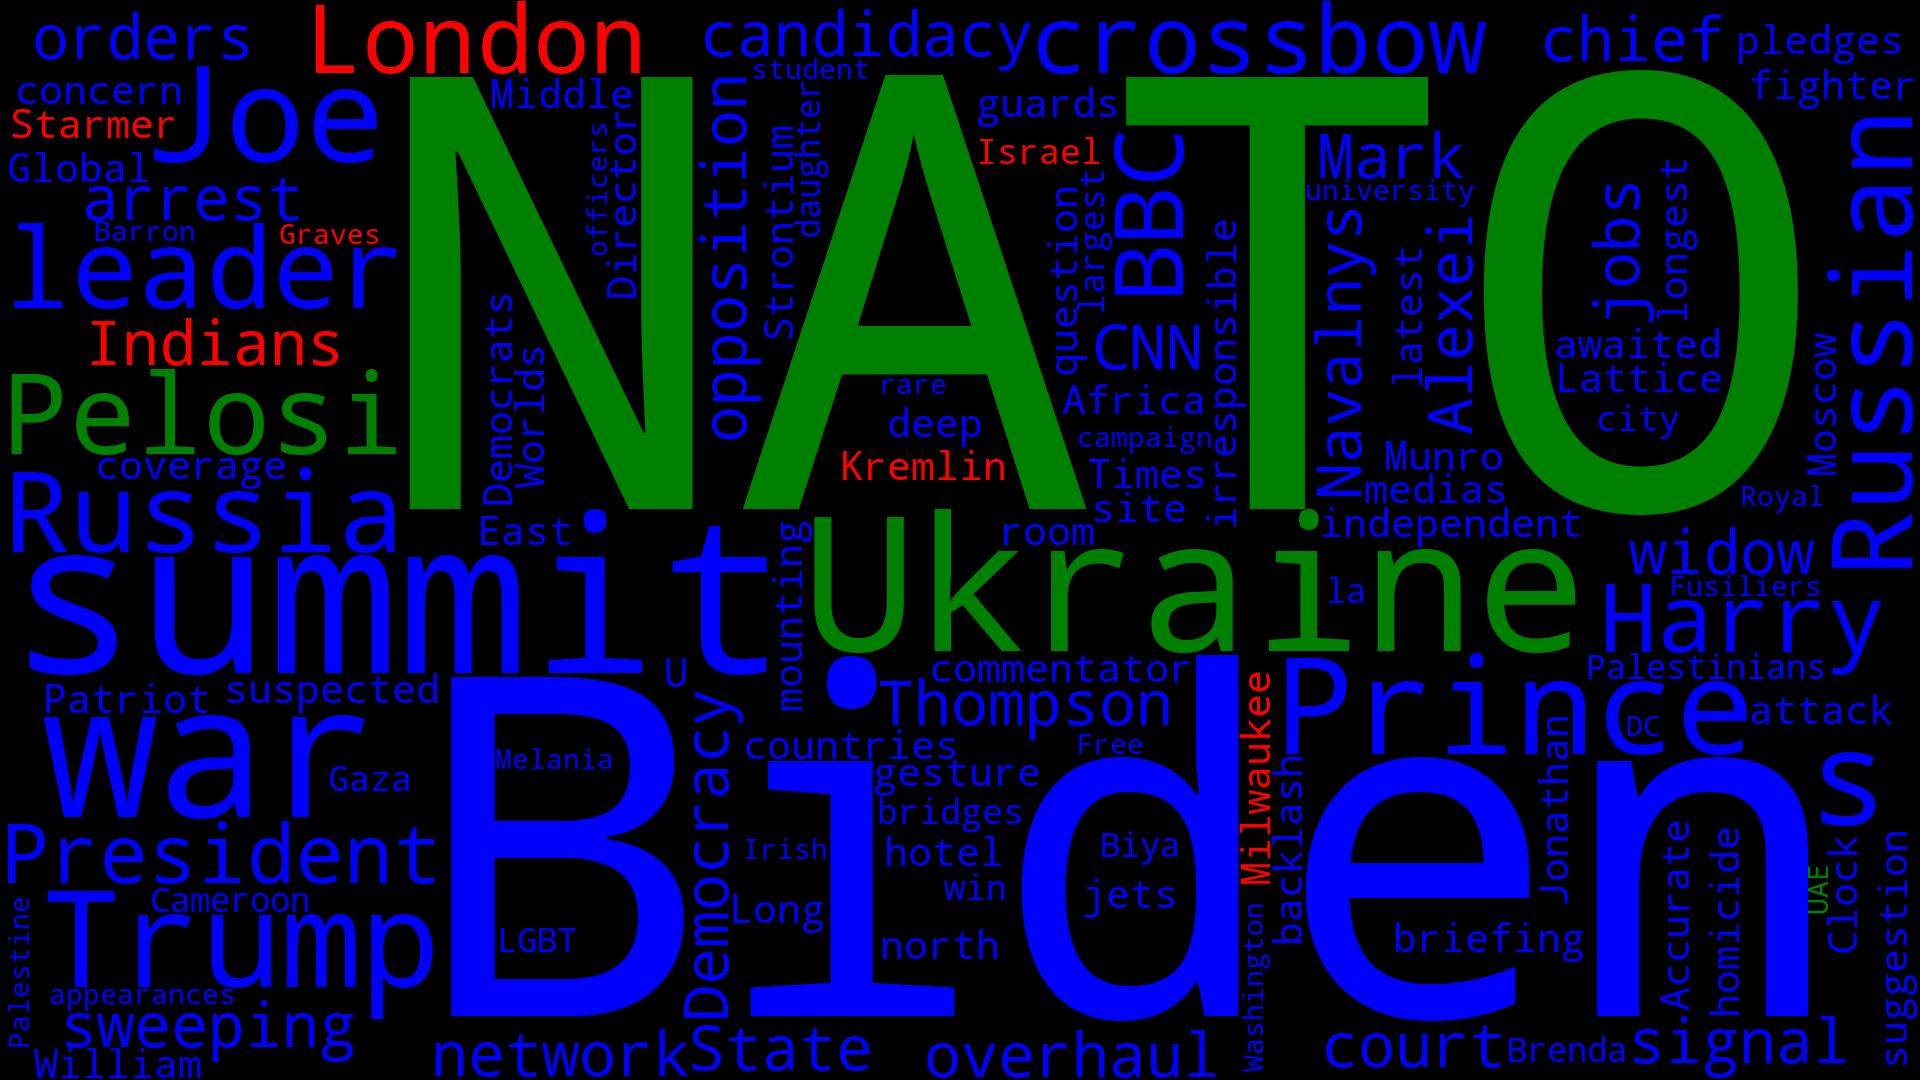 orders
London
candidacy
crossbow
chief
pledges
concern
Joe
Middle
student
guards
fighter
Starmer
Global
arrest
Barron
Graves
leader
Indians
NATO
officers
Director
opposition
Strontium
daughter
Israel
BBC
Mark
university
Russian
question
largest
irresponsible
Navalnys
latest
Alexei
jobs
longest
awaited
Lattice
city
Moscow
CNN
Africa
campaign
Times
site
rare
deep
Kremlin
Democrats
Worlds
Pelosi
coverage
Russia
East
room
Munro
medias
independent
Royal
widow
Fusiliers
Harry
summit
mounting
Ukraine
la
Palestinians
U
commentator
Thompson
Milwaukee
Prince
DC
attack
Patriot
suspected
war
Gaza
Melania
Democracy
countries
Free
gesture
bridges
Irish
hotel
Biya
win
jets
Long
north
LGBT
Biden
backlash
Jonathan
briefing
Accurate
homicide
UAE
Clock
s
suggestion
President
Cameroon
Trump
Palestine
appearances
sweeping
William
network
State
overhaul
Washington
court
Brenda
signal